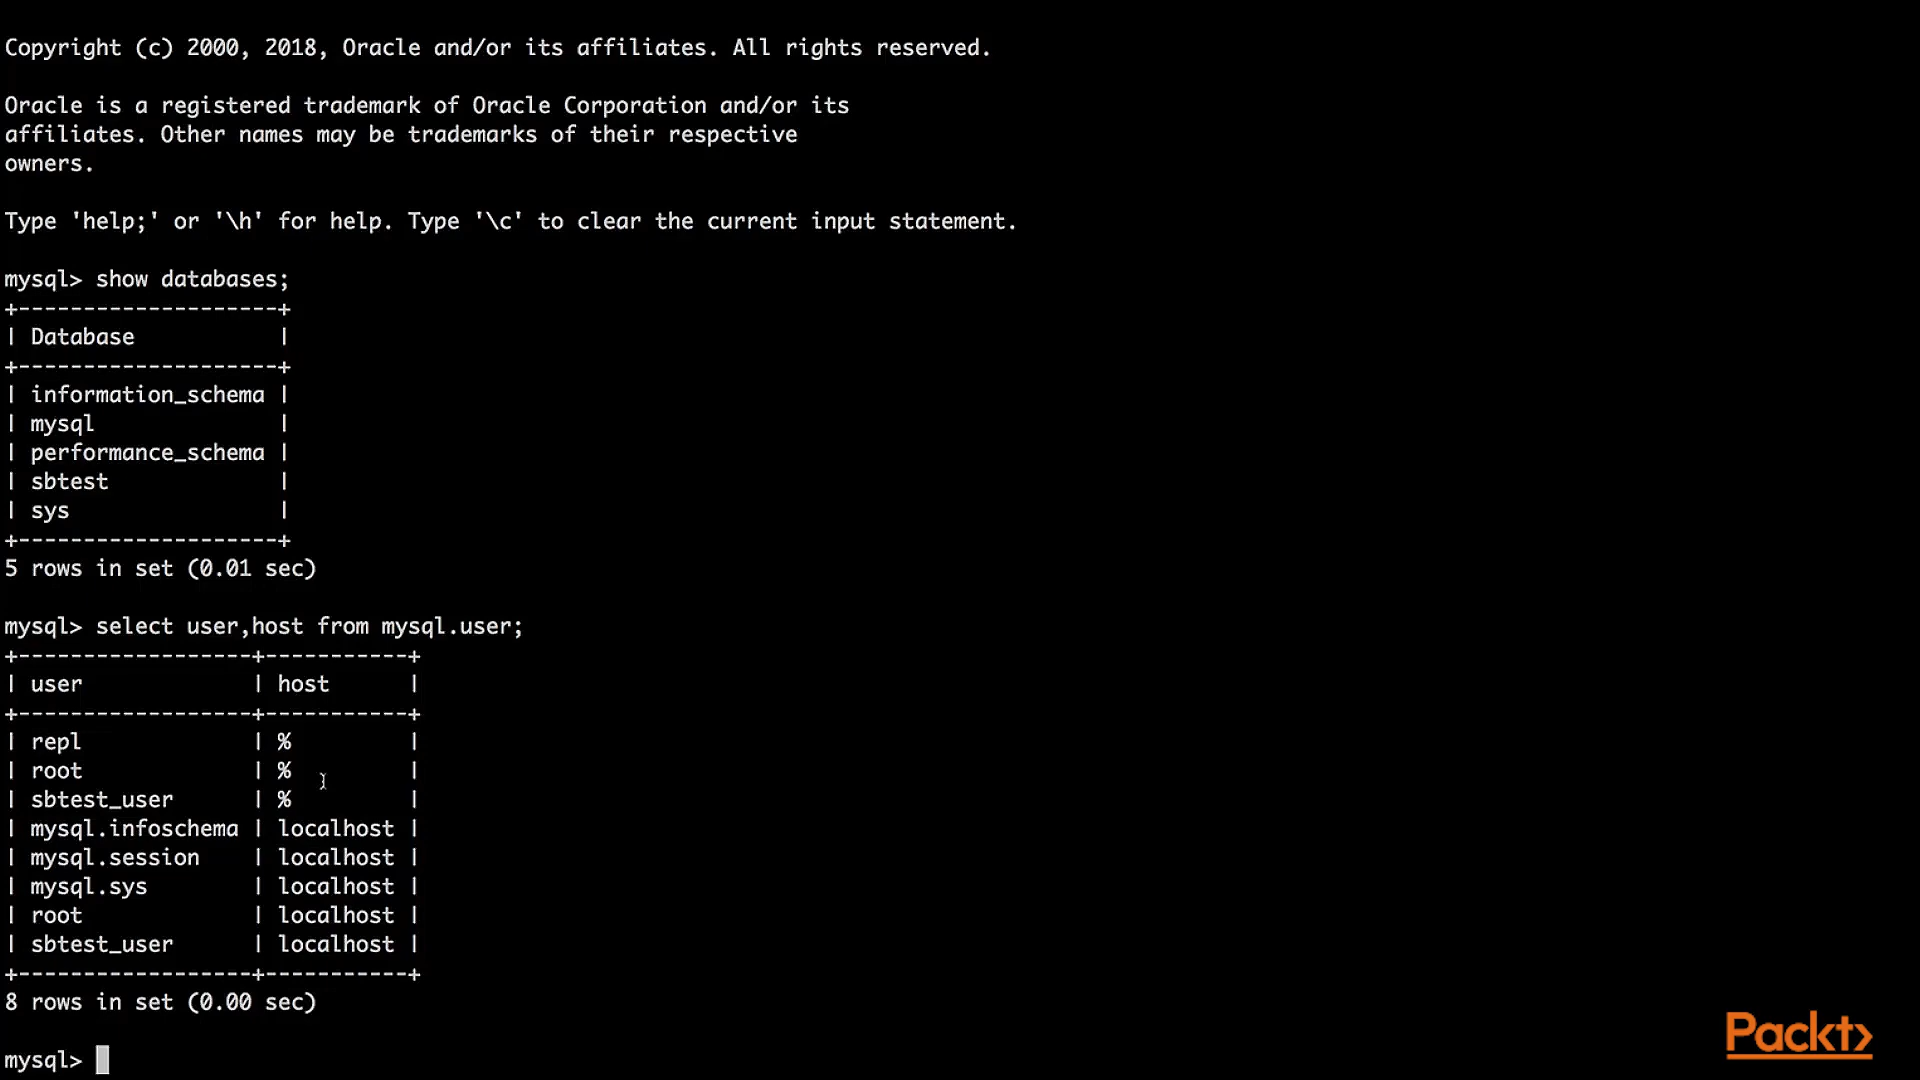 Copyright (c) 2000, 2018, Oracle and/or its affiliates. All rights reserved.
Oracle is a registered trademark of Oracle Corporation and/or its
affiliates. Other names may be trademarks of their respective
owners.
Type 'help;' or '\h' for help. Type '\c' to clear the current input statement.
mysql> show databases;
+--------------------+
| Database           |
+--------------------+
| information_schema |
| mysql              |
| performance_schema |
| sbtest             |
| sys                |
+--------------------+
5 rows in set (0.01 sec)
mysql> select user,host from mysql.user;
+------------------+-----------+
| user             | host      |
+------------------+-----------+
| repl             | %         |
| root             | %         |
| sbtest_user      | %         |
| mysql.infoschema | localhost |
| mysql.session    | localhost |
| mysql.sys        | localhost |
| root             | localhost |
| sbtest_user      | localhost |
+------------------+-----------+
8 rows in set (0.00 sec)
mysql>
Packt>